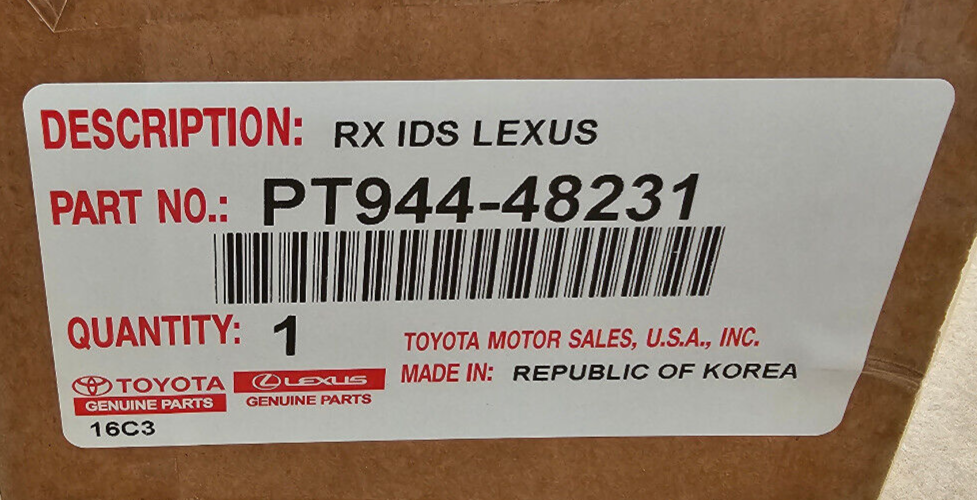 DESCRIPTION: RX IDS LEXUS
PART NO.: PT944-48231
QUANTITY: 1
TOYOTA MOTOR SALES, U.S.A., INC.
MADE IN: REPUBLIC OF KOREA
TOYOTA
GENUINE PARTS
LEXUS
GENUINE PARTS
16C3